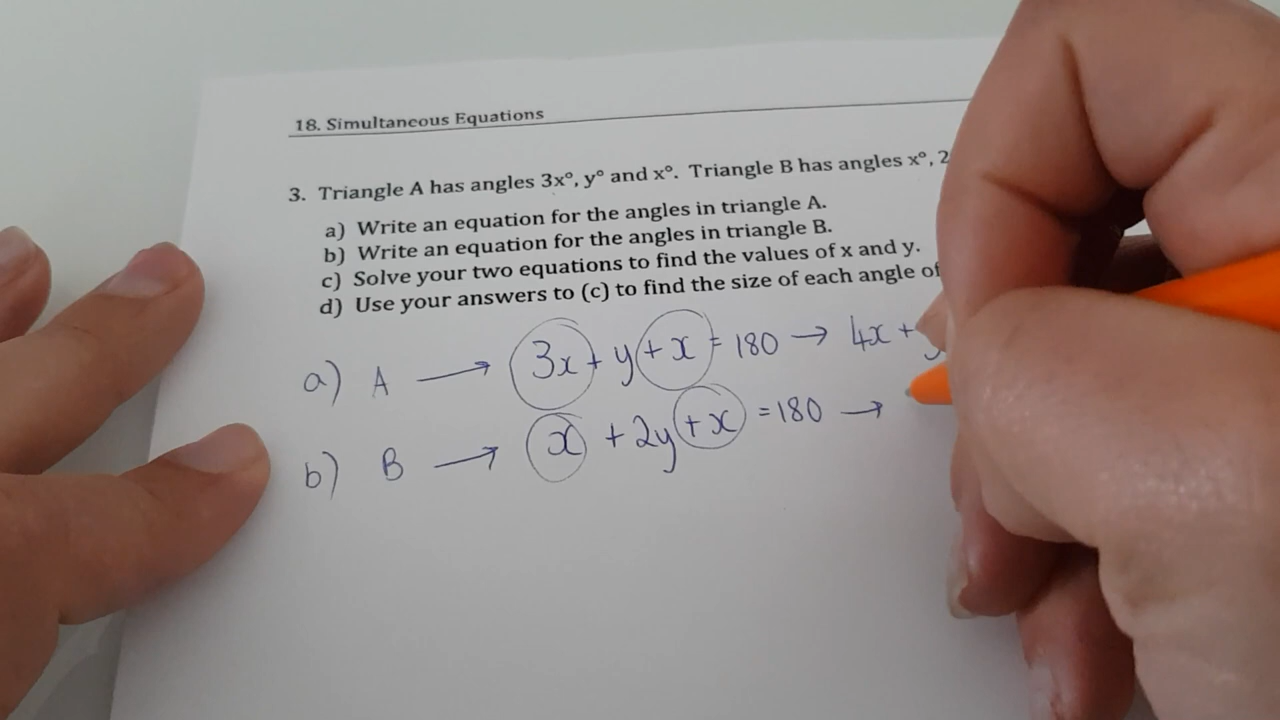 18. Simultaneous Equations
3. Triangle A has angles 3x°, y° and x°. Triangle B has angles x°, 2
a) Write an equation for the angles in triangle A.
b) Write an equation for the angles in triangle B.
c) Solve your two equations to find the values of x and y.
d) Use your answers to (c) to find the size of each angle of
a) A → 3x + y + x = 180 → 4x +
b) B → x + 2y + x = 180 →